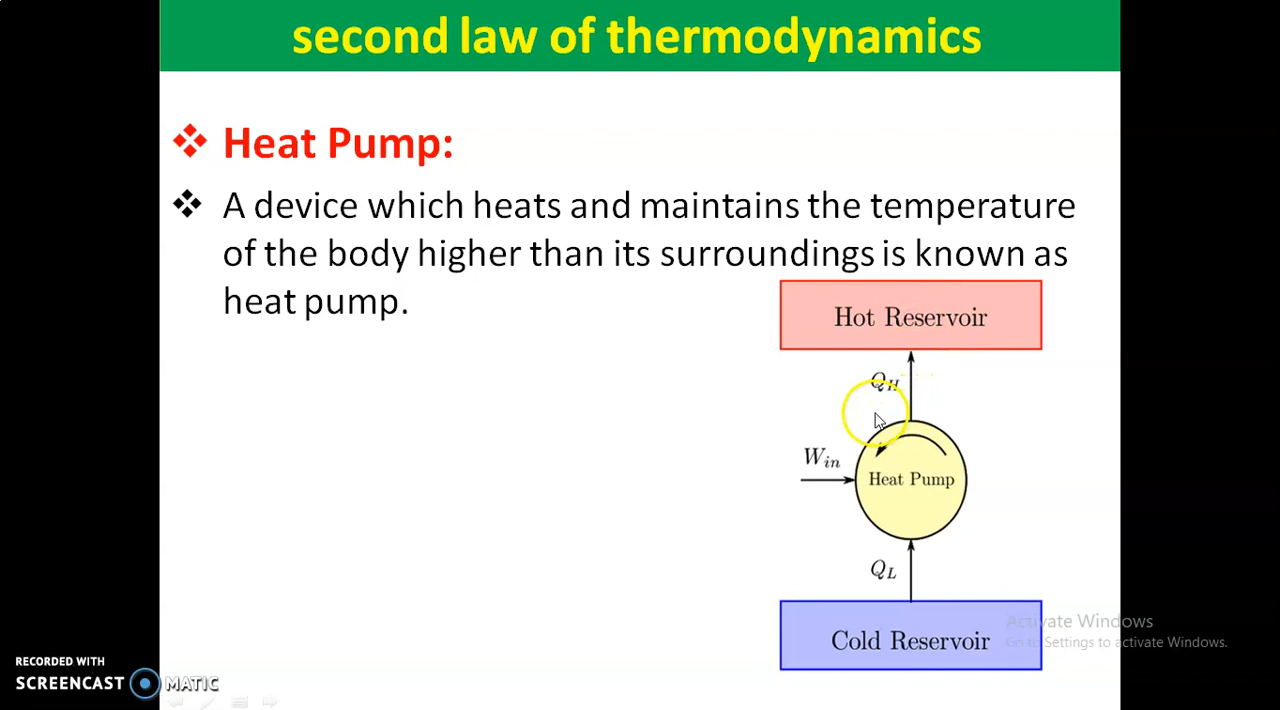 second law of thermodynamics
Heat Pump:
A device which heats and maintains the temperature
of the body higher than its surroundings is known as
heat pump.
Hot Reservoir
Q_H
W_in
Heat Pump
Q_L
Cold Reservoir
Activate Windows
Go to Settings to activate Windows.
RECORDED WITH
SCREENCAST MATIC